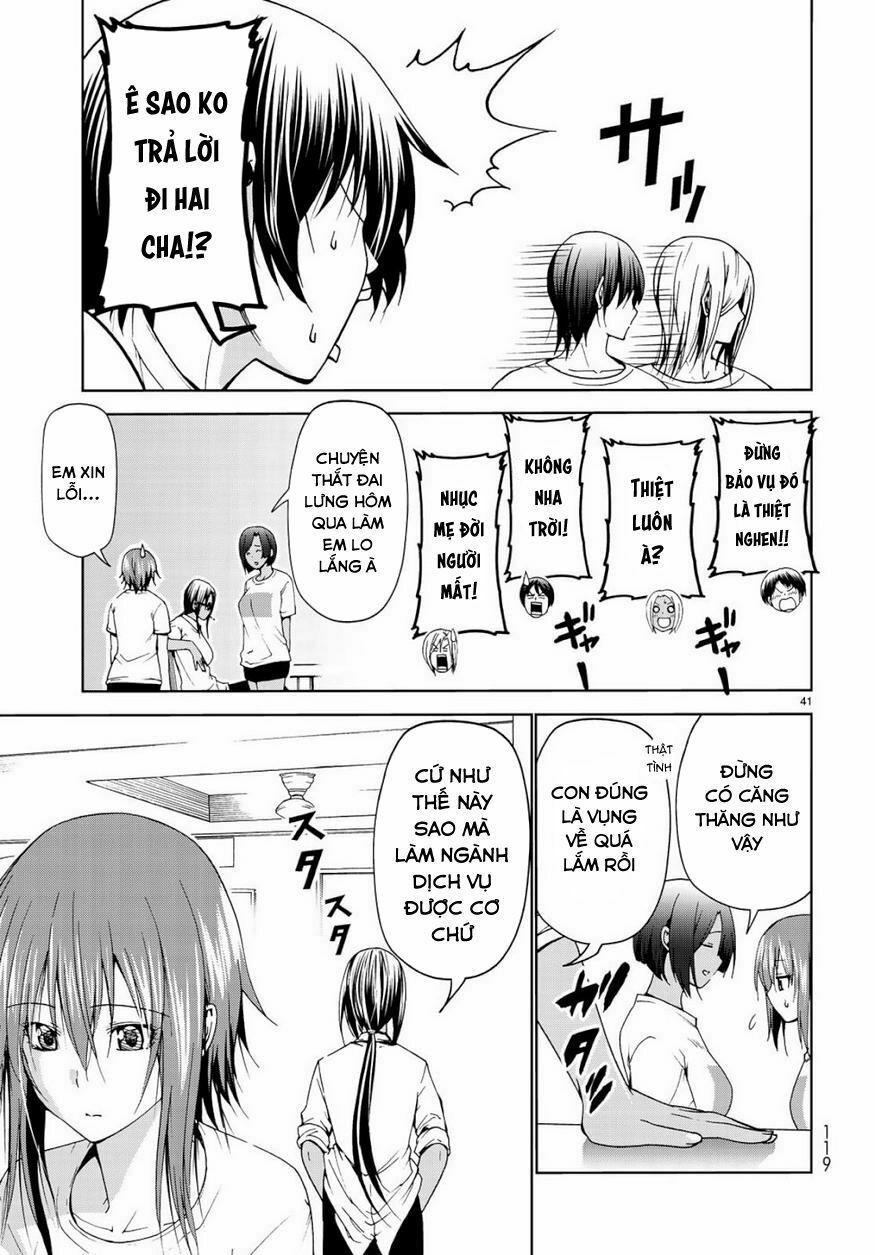 Ê SAO KO
TRẢ LỜI
ĐI HAI
CHA!?
ĐỪNG
BẢO VỤ ĐÓ
LÀ THIỆT
NGHEN!!
THIỆT
LUÔN
À?
KHÔNG
NHA
TRỜI!
NHỤC
MẸ ĐỜI
NGƯỜI
MẤT!
ギャー
ギャー
CHUYỆN
THẮT ĐAI
LƯNG HÔM
QUA LÀM
EM LO
LẮNG À
EM XIN
LỖI...
41
ĐỪNG
CÓ CĂNG
THẲNG NHƯ
VẬY
THẬT
TÌNH
CON ĐÚNG
LÀ VỤNG
VỀ QUÁ
LẮM RỒI
ガタ
CỨ NHƯ
THẾ NÀY
SAO MÀ
LÀM NGÀNH
DỊCH VỤ
ĐƯỢC CƠ
CHỨ
スタ
スタ
119